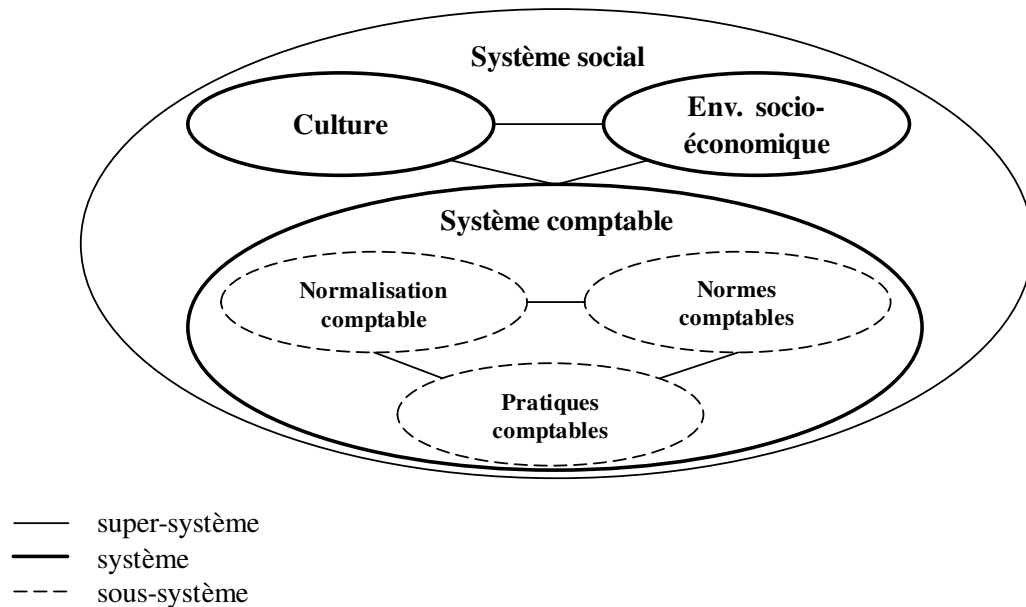 Système social
Culture
Env. socio-
économique
Système comptable
Normalisation
comptable
Normes
comptables
Pratiques
comptables
super-système
système
sous-système